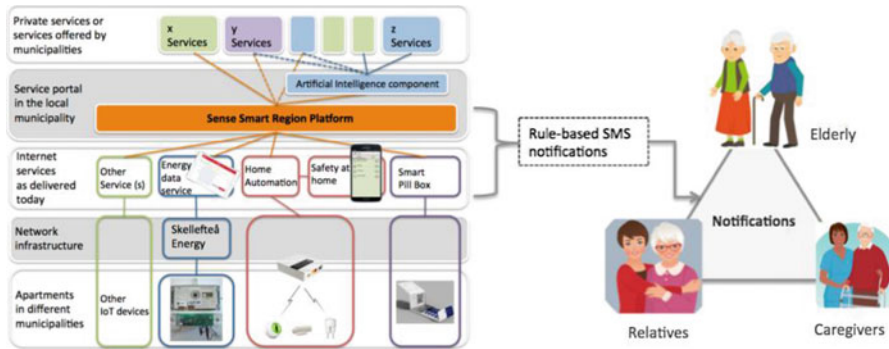 Private services or
services offered by
municipalities
x
Services
y
Services
z
Services
Artificial Intelligence component
Service portal
in the local
municipality
Sense Smart Region Platform
Internet
services
as delivered
today
Other
Service (s)
Energy
data
service
Home
Automation
Safety at
home
Smart
Pill Box
Network
infrastructure
Skellefteå
Energy
Apartments
in different
municipalities
Other
IoT devices
Rule-based SMS
notifications
Elderly
Notifications
Relatives
Caregivers